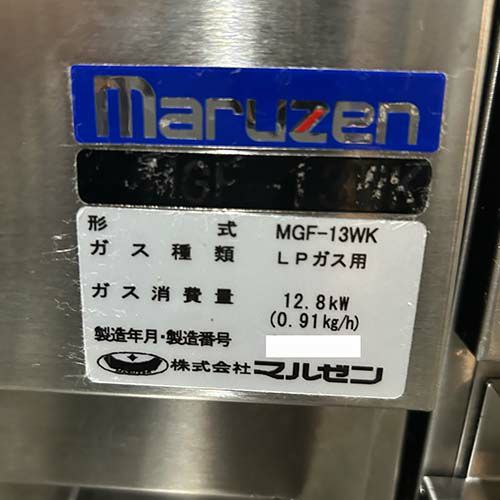 maruzen
MGF-13WK
形式 MGF-13WK
ガス種類 LPガス用
ガス消費量 12.8kW
(0.91kg/h)
製造年月・製造番号
株式会社マルゼン